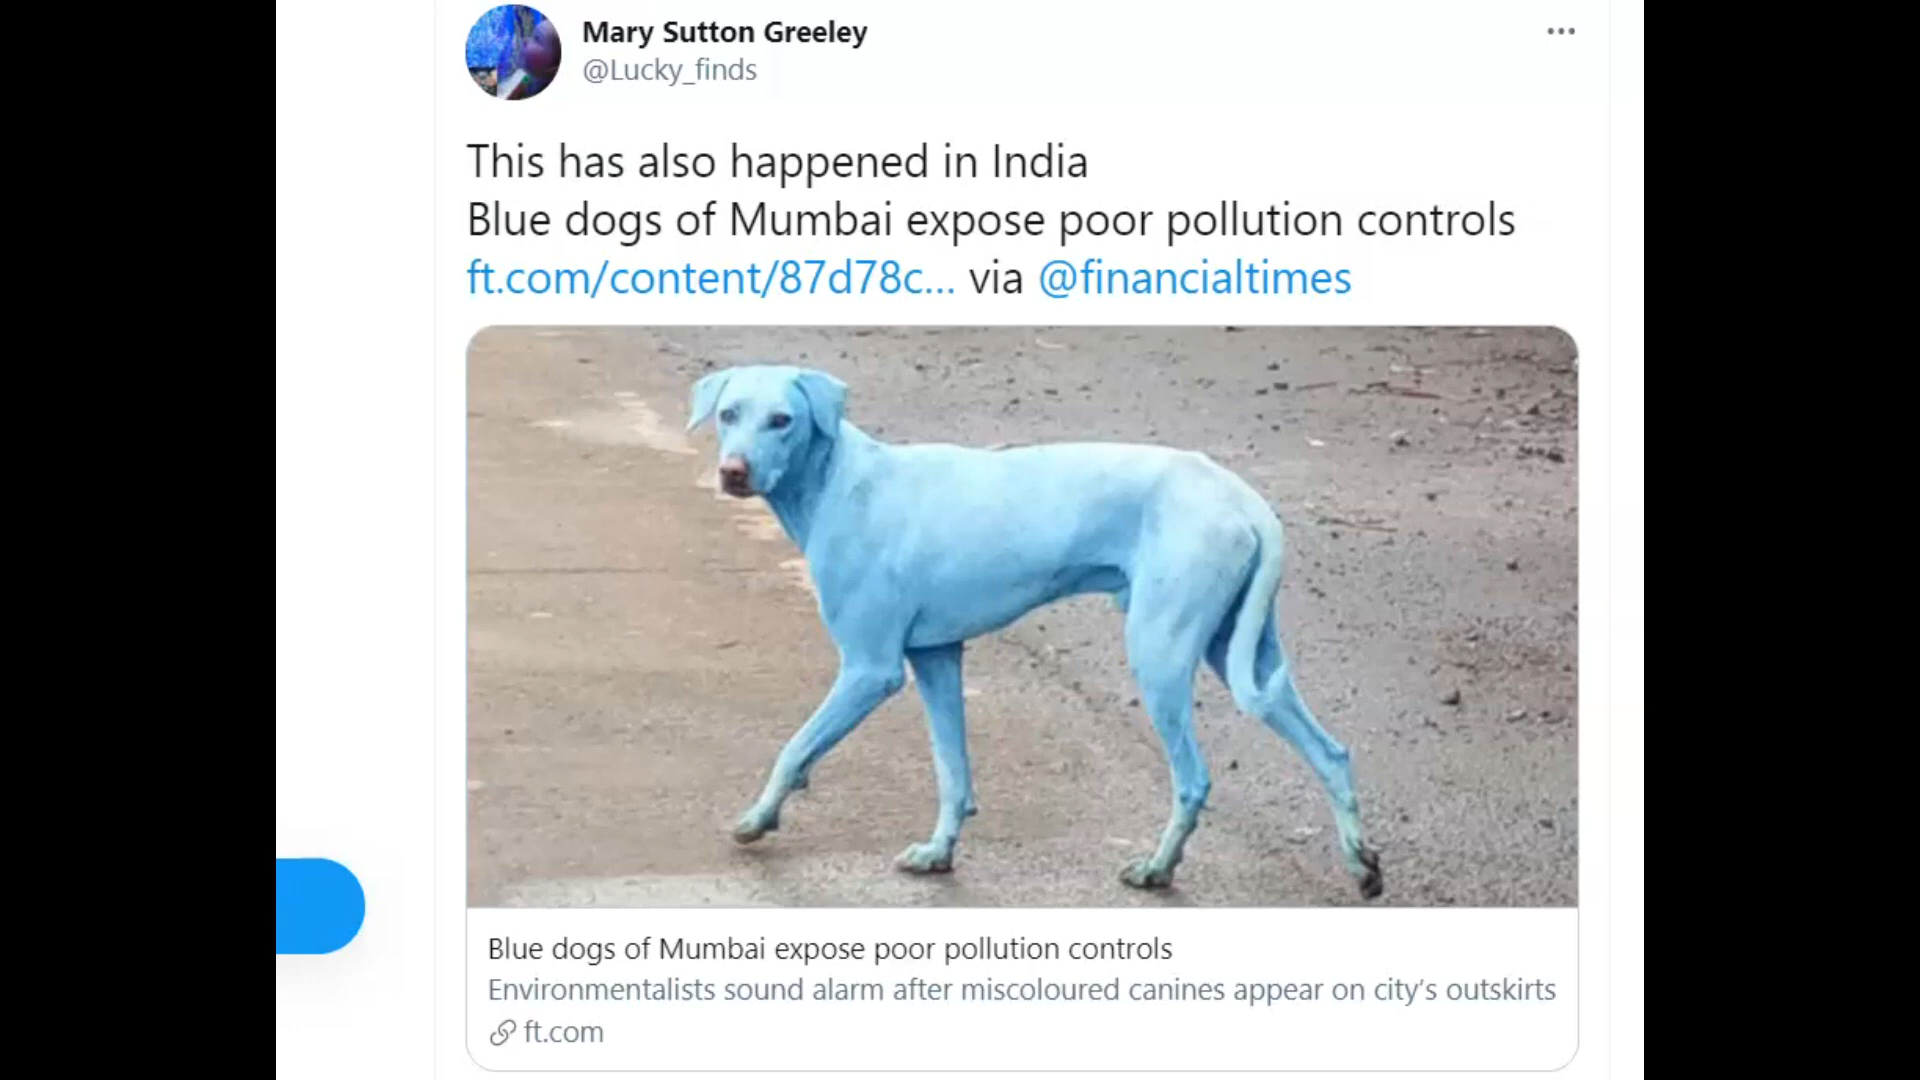 Mary Sutton Greeley
@Lucky_finds
This has also happened in India
Blue dogs of Mumbai expose poor pollution controls
ft.com/content/87d78c... via @financialtimes
Blue dogs of Mumbai expose poor pollution controls
Environmentalists sound alarm after miscoloured canines appear on city's outskirts
ft.com